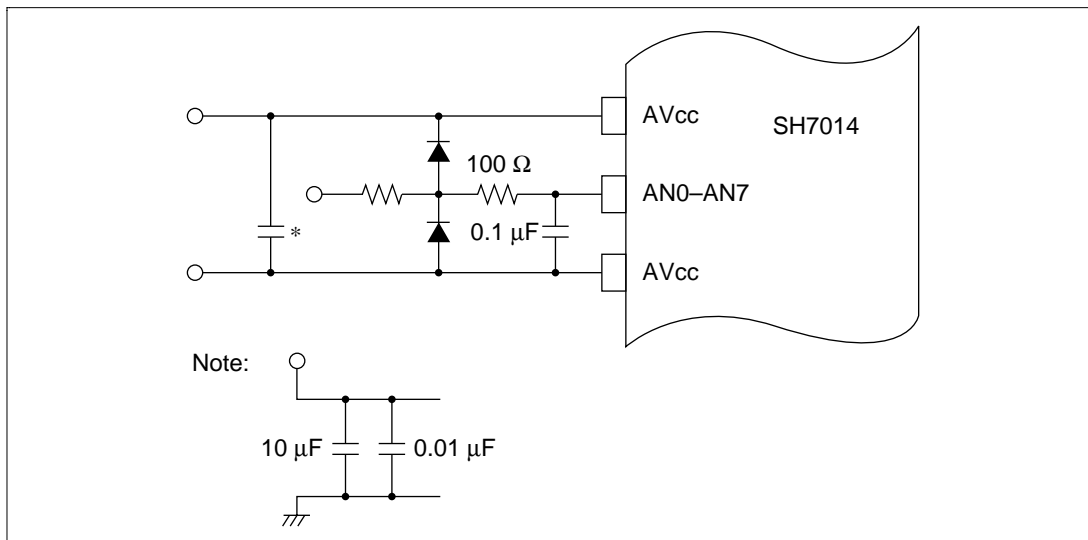 AVcc
SH7014
100 Ω
AN0–AN7
0.1 μF
*
AVcc
Note:
10 μF
0.01 μF